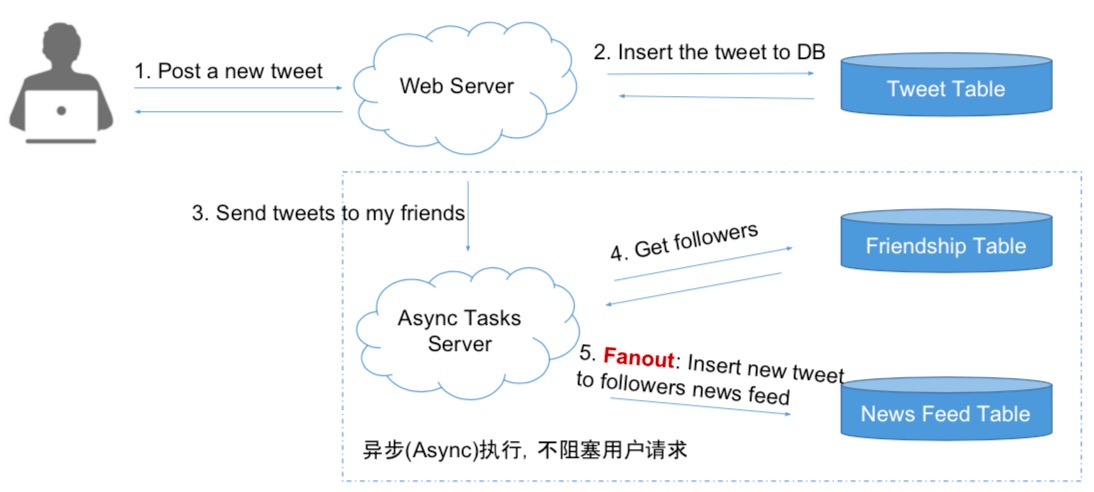 1. Post a new tweet
Web Server
2. Insert the tweet to DB
Tweet Table
3. Send tweets to my friends
4. Get followers
Friendship Table
Async Tasks
Server
5. Fanout: Insert new tweet
to followers news feed
News Feed Table
异步(Async)执行, 不阻塞用户请求